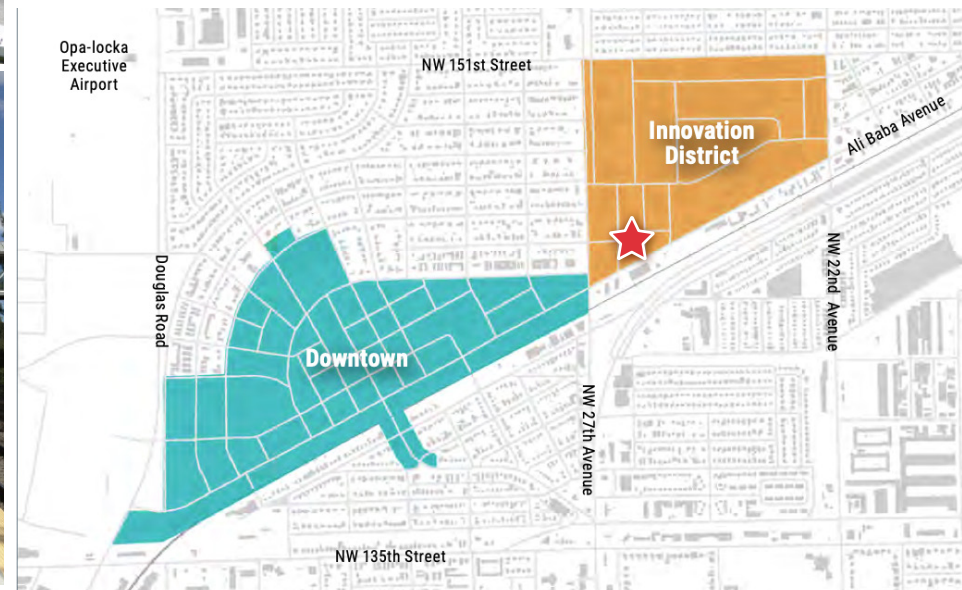 Opa-locka
Executive
Airport
NW 151st Street
Innovation
District
Ali Baba Avenue
Douglas Road
NW 22nd Avenue
Downtown
NW 27th Avenue
NW 135th Street